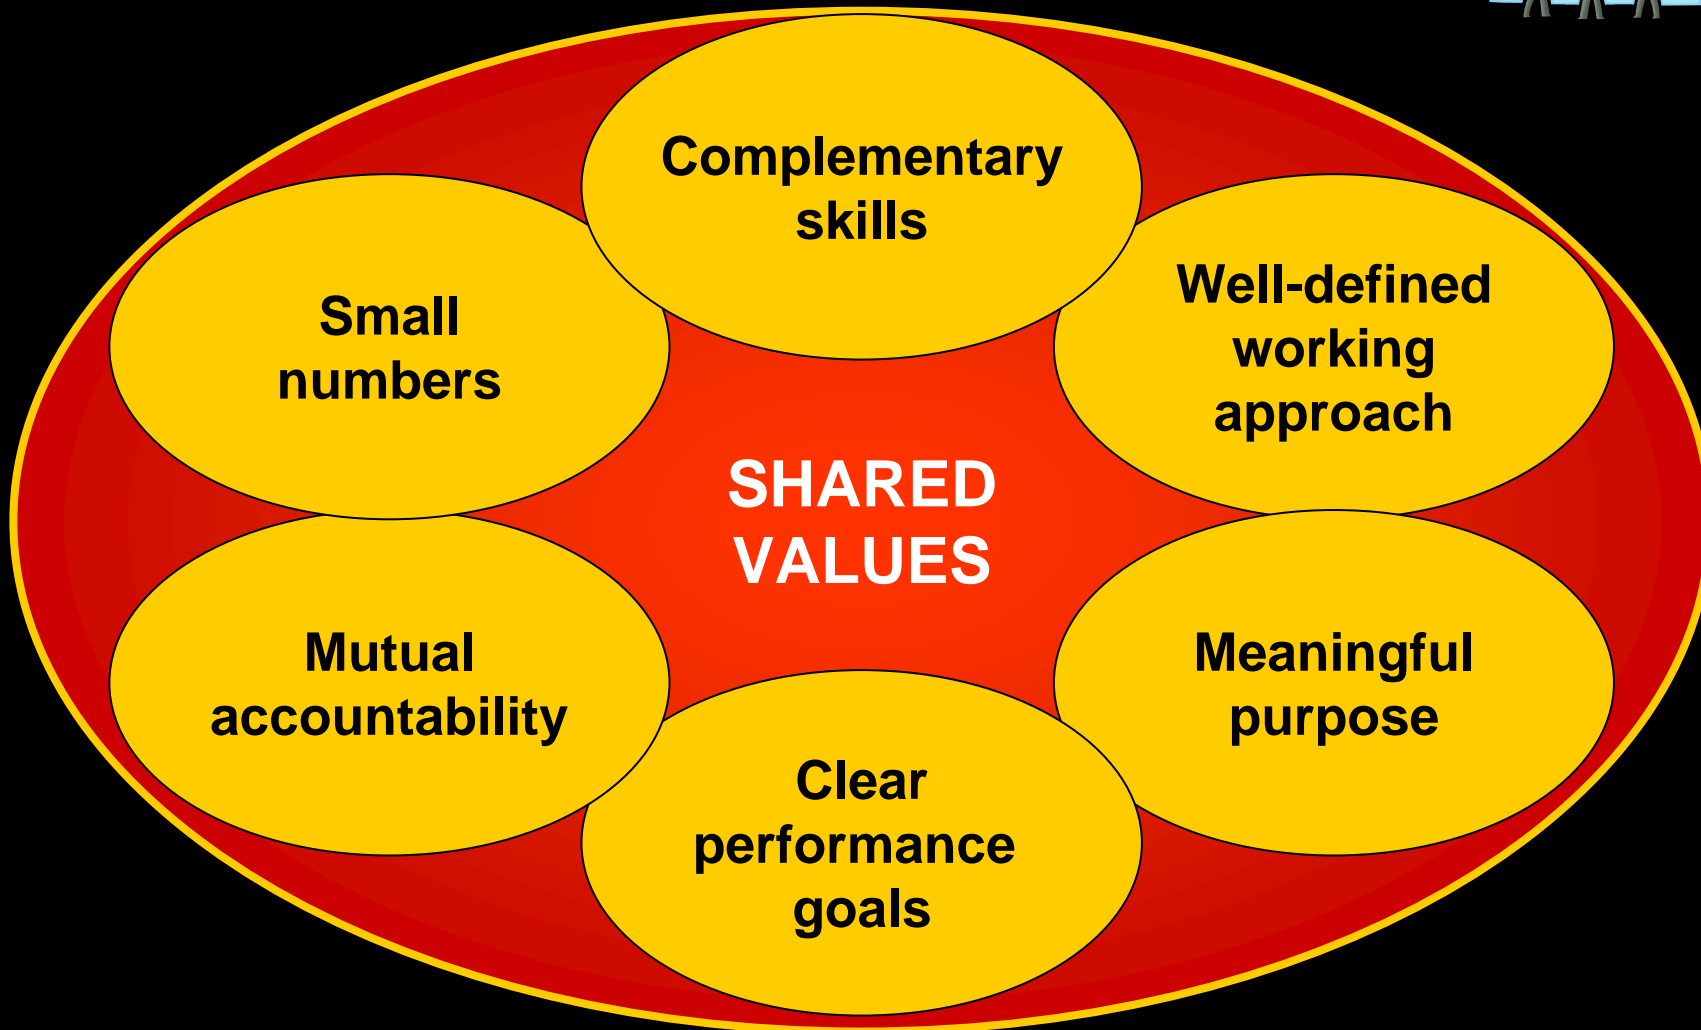 Complementary
skills
Small
numbers
Well-defined
working
approach
SHARED
VALUES
Mutual
accountability
Meaningful
purpose
Clear
performance
goals